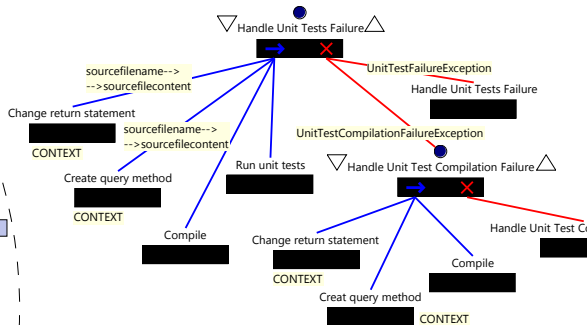 Handle Unit Tests Failure
sourcefilename-->
-->sourcefilecontent
UnitTestFailureException
Handle Unit Tests Failure
Change return statement
CONTEXT
sourcefilename-->
-->sourcefilecontent
UnitTestCompilationFailureException
Create query method
CONTEXT
Run unit tests
Handle Unit Test Compilation Failure
Compile
Change return statement
CONTEXT
Handle Unit Test Co
Compile
Creat query method
CONTEXT